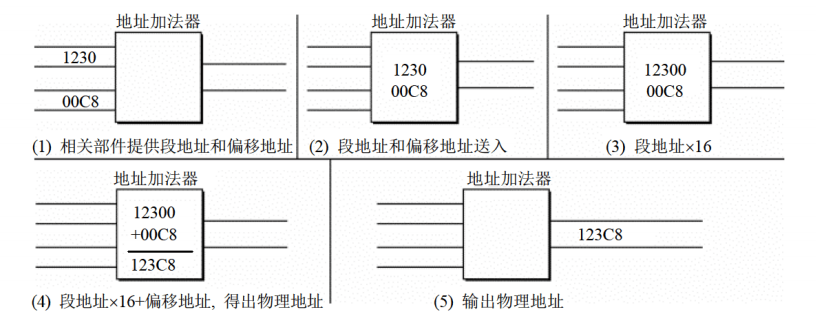 地址加法器
1230
00C8
(1) 相关部件提供段地址和偏移地址
地址加法器
1230
00C8
(2) 段地址和偏移地址送入
地址加法器
12300
00C8
(3) 段地址×16
地址加法器
12300
+00C8
123C8
(4) 段地址×16+偏移地址, 得出物理地址
地址加法器
123C8
(5) 输出物理地址